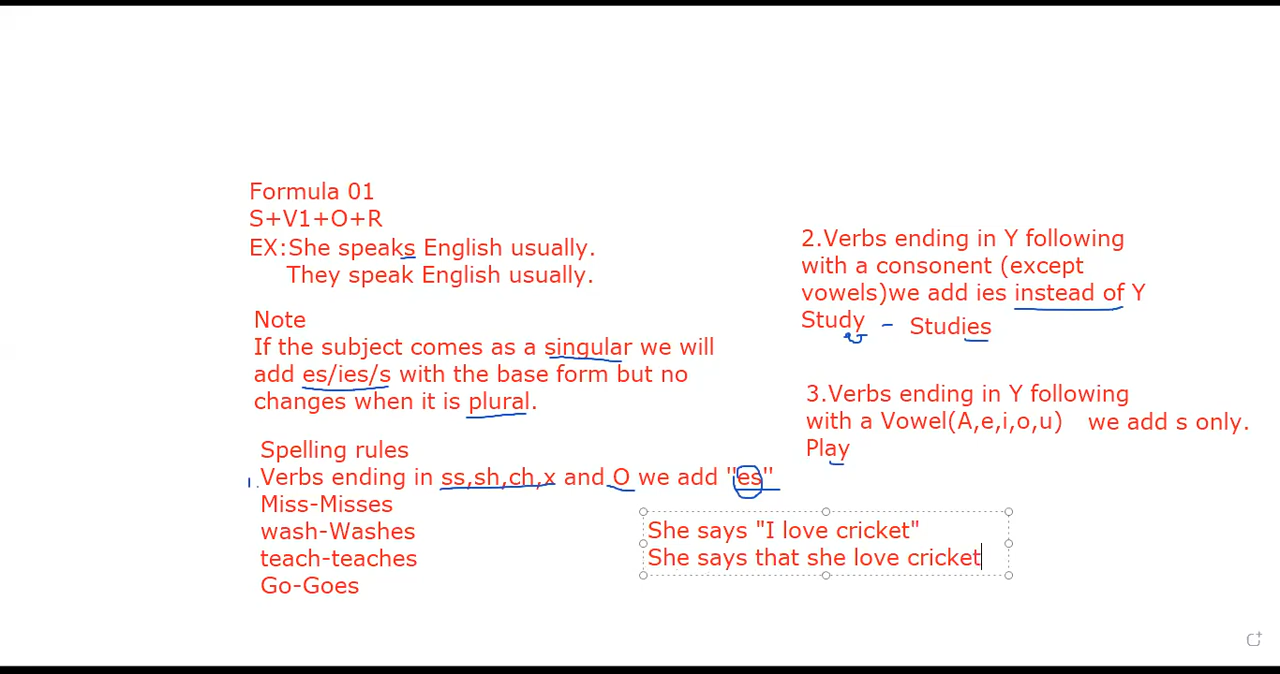 Formula 01
S+V1+O+R
EX:She speaks English usually.
They speak English usually.
Note
If the subject comes as a singular we will
add es/ies/s with the base form but no
changes when it is plural.
Spelling rules
1. Verbs ending in ss,sh,ch,x and O we add "es"
Miss-Misses
wash-Washes
teach-teaches
Go-Goes
2.Verbs ending in Y following
with a consonent (except
vowels)we add ies instead of Y
Study - Studies
3.Verbs ending in Y following
with a Vowel(A,e,i,o,u) we add s only.
Play
She says "I love cricket"
She says that she love cricket